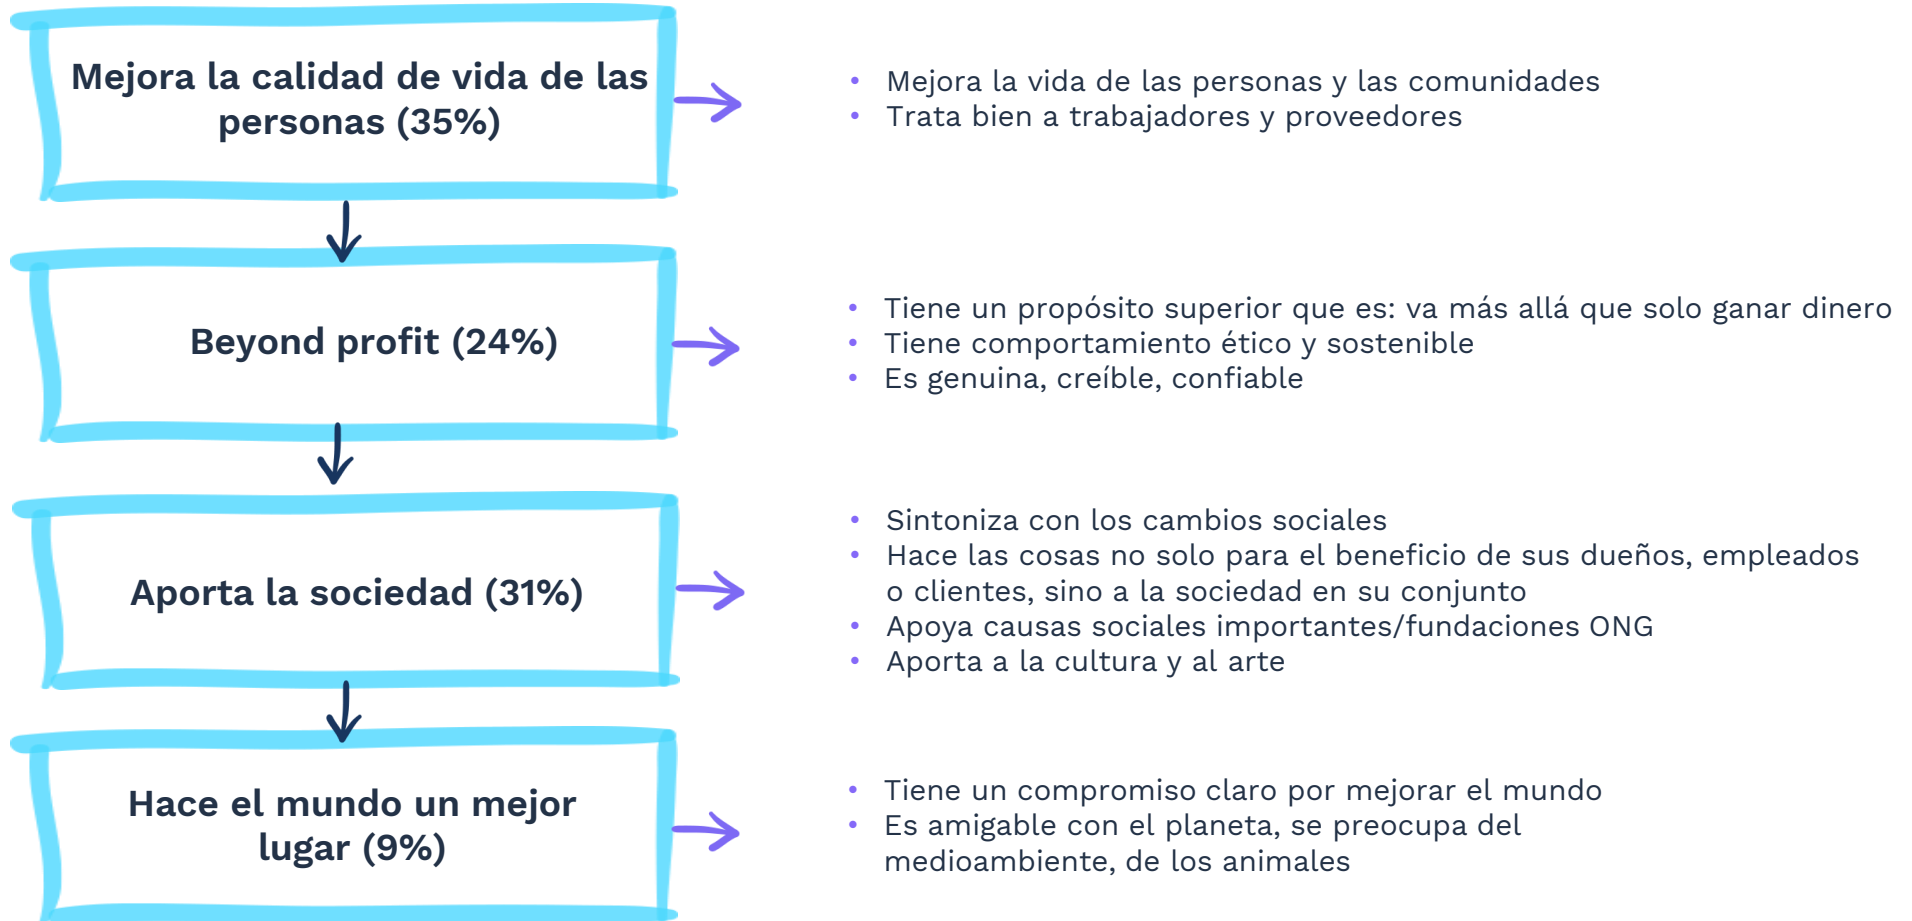 Mejora la calidad de vida de las
personas (35%)
• Mejora la vida de las personas y las comunidades
• Trata bien a trabajadores y proveedores
Beyond profit (24%)
• Tiene un propósito superior que es: va más allá que solo ganar dinero
• Tiene comportamiento ético y sostenible
• Es genuina, creíble, confiable
Aporta la sociedad (31%)
• Sintoniza con los cambios sociales
• Hace las cosas no solo para el beneficio de sus dueños, empleados
o clientes, sino a la sociedad en su conjunto
• Apoya causas sociales importantes/fundaciones ONG
• Aporta a la cultura y al arte
Hace el mundo un mejor
lugar (9%)
• Tiene un compromiso claro por mejorar el mundo
• Es amigable con el planeta, se preocupa del
medioambiente, de los animales